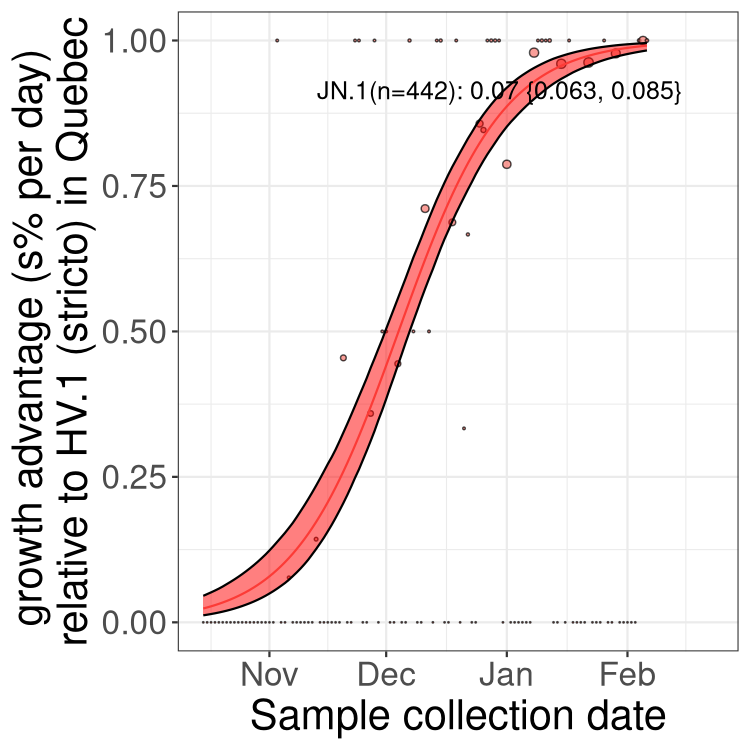 growth advantage (s% per day)
relative to HV.1 (stricto) in Quebec
1.00
0.75
0.50
0.25
0.00
JN.1(n=442): 0.07 {0.063, 0.085}
Nov Dec Jan Feb
Sample collection date